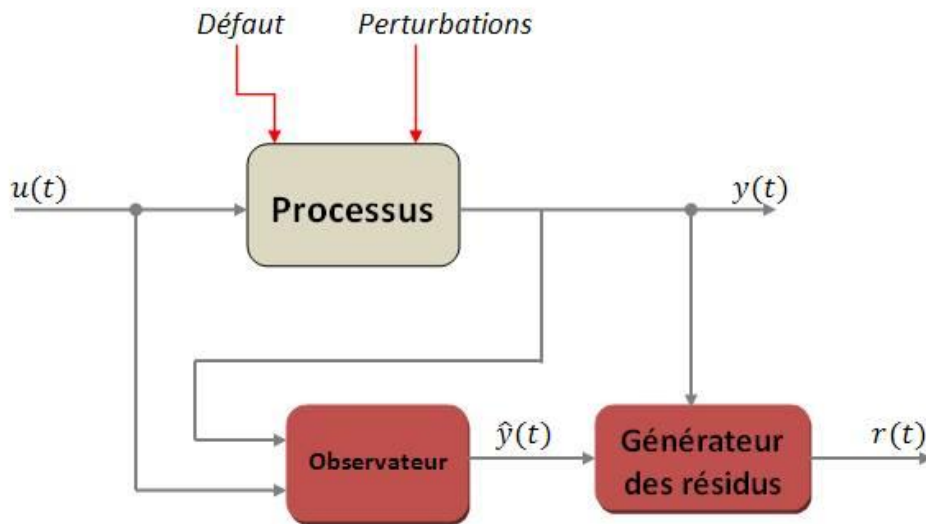 Défaut
Perturbations
u(t)
Processus
y(t)
Observateur
ŷ(t)
Générateur
des résidus
r(t)